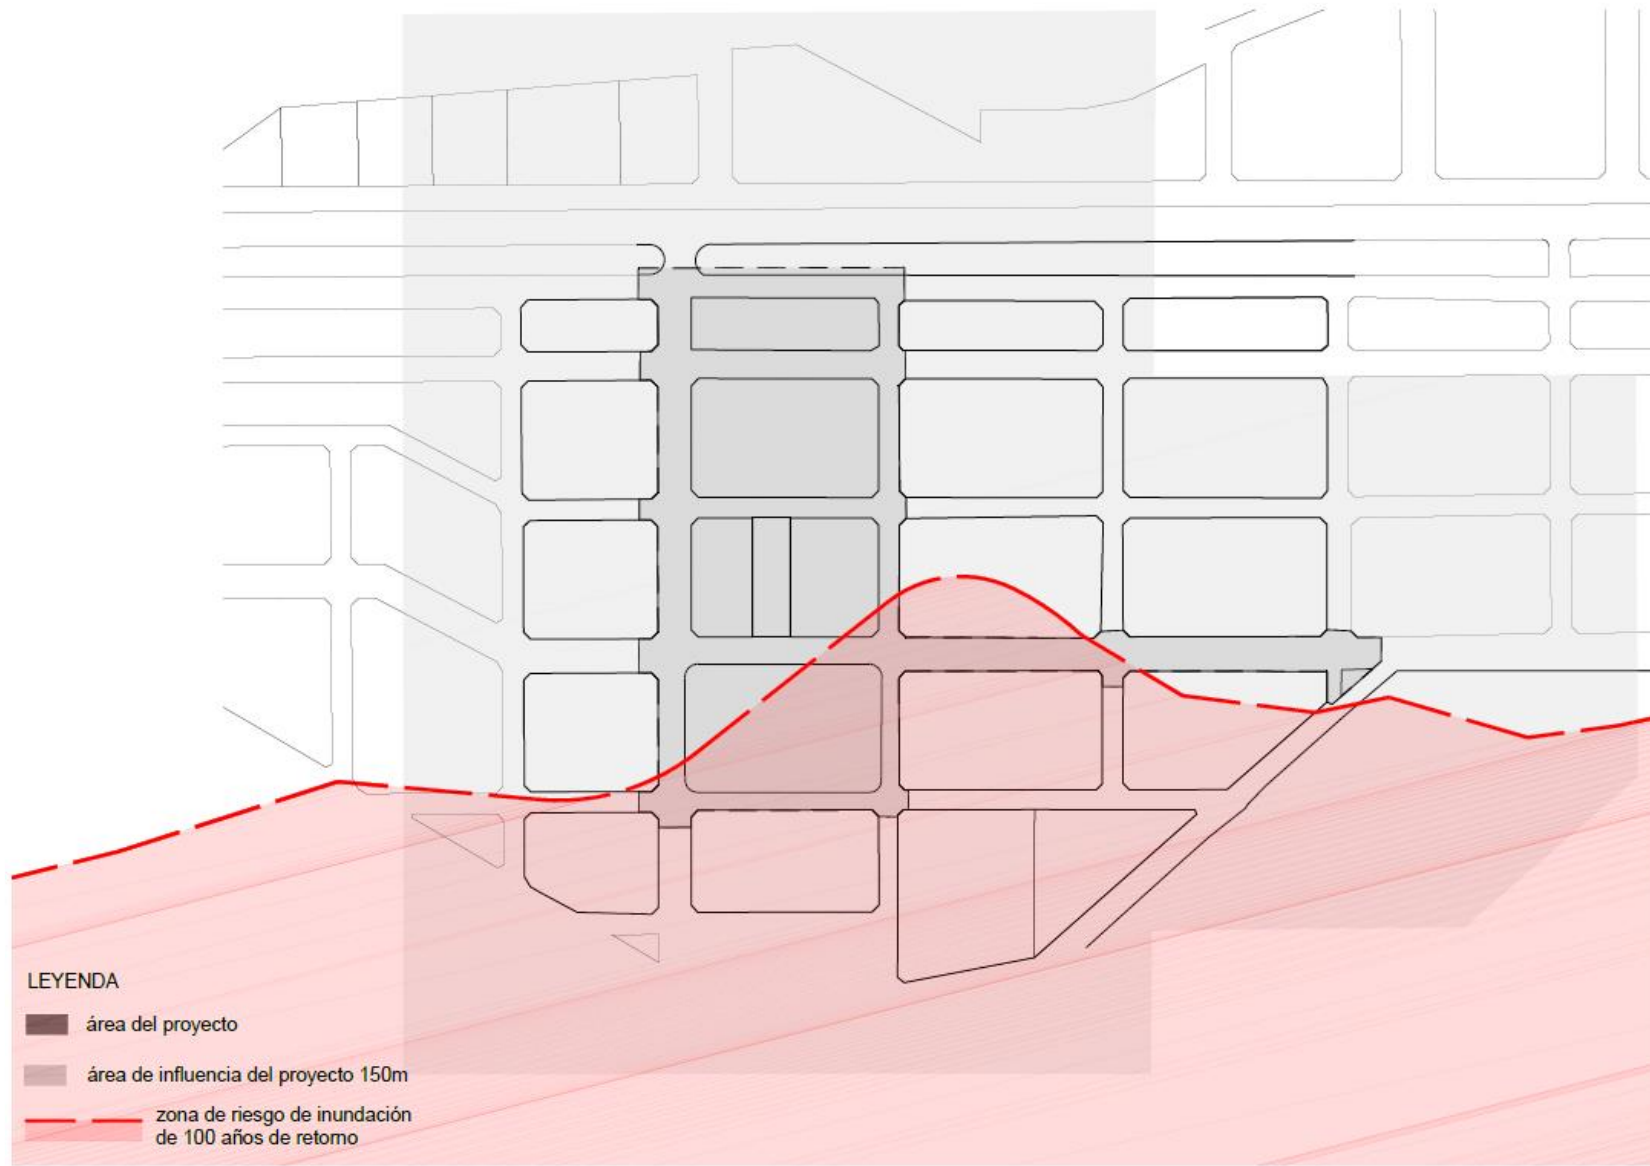 LEYENDA
área del proyecto
área de influencia del proyecto 150m
zona de riesgo de inundación
de 100 años de retorno